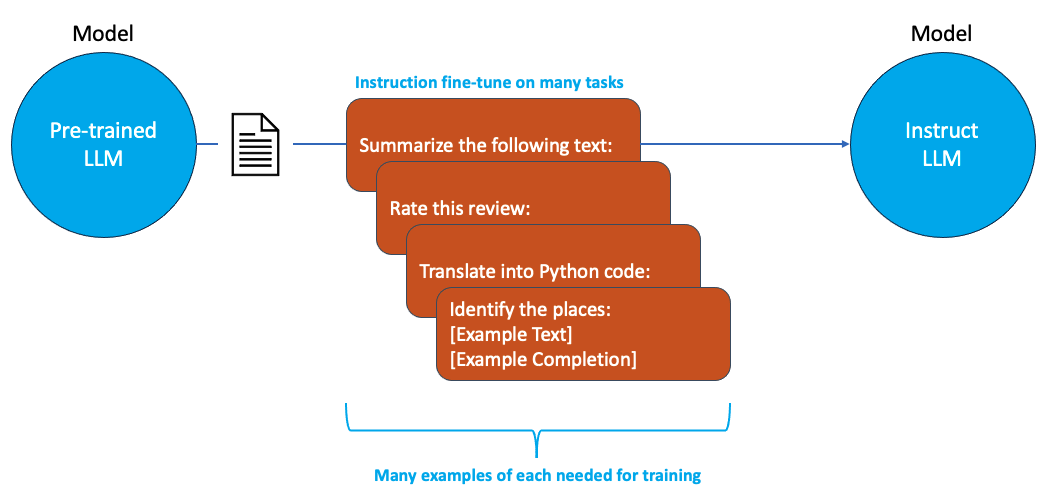 Model
Pre-trained
LLM
Instruction fine-tune on many tasks
Summarize the following text:
Rate this review:
Translate into Python code:
Identify the places:
[Example Text]
[Example Completion]
Many examples of each needed for training
Model
Instruct
LLM